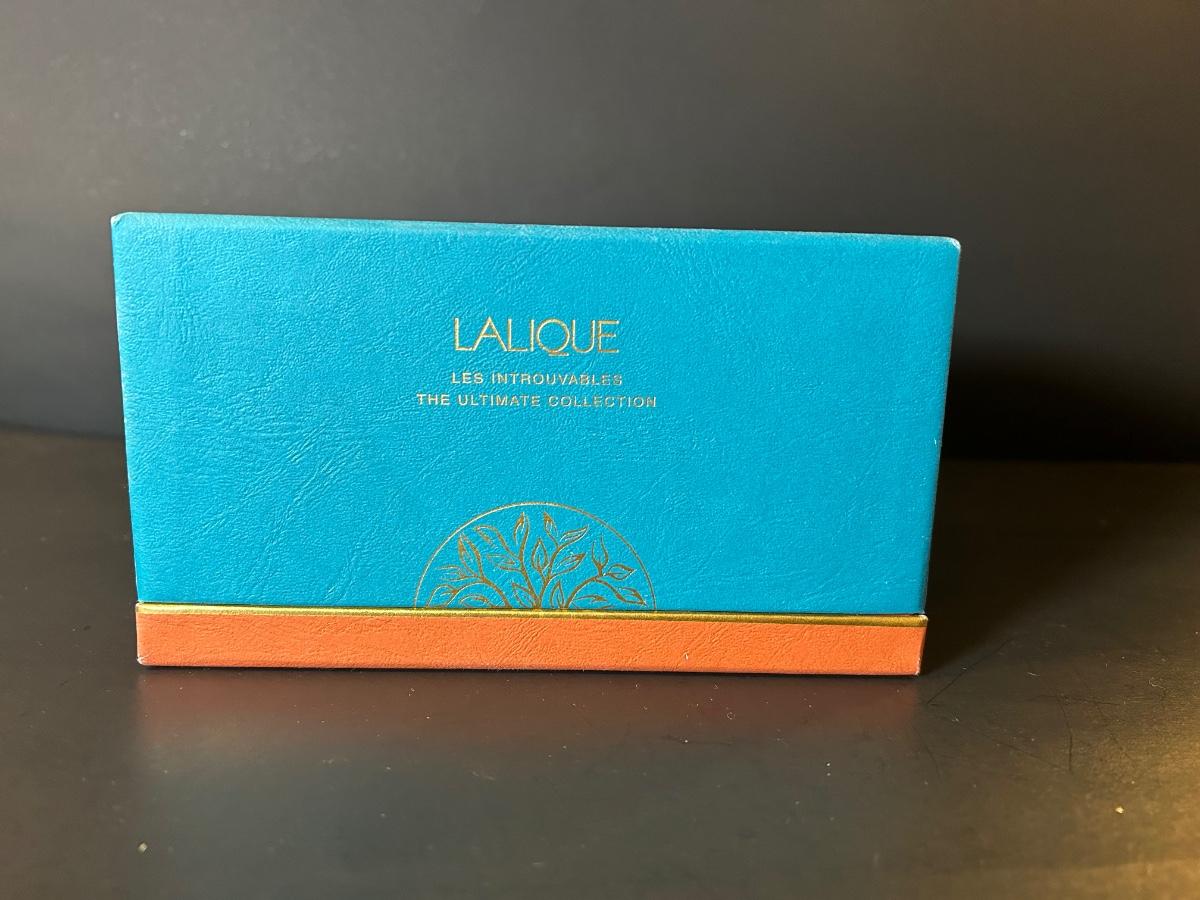 LALIQUE
LES INTROUVABLES
THE ULTIMATE COLLECTION